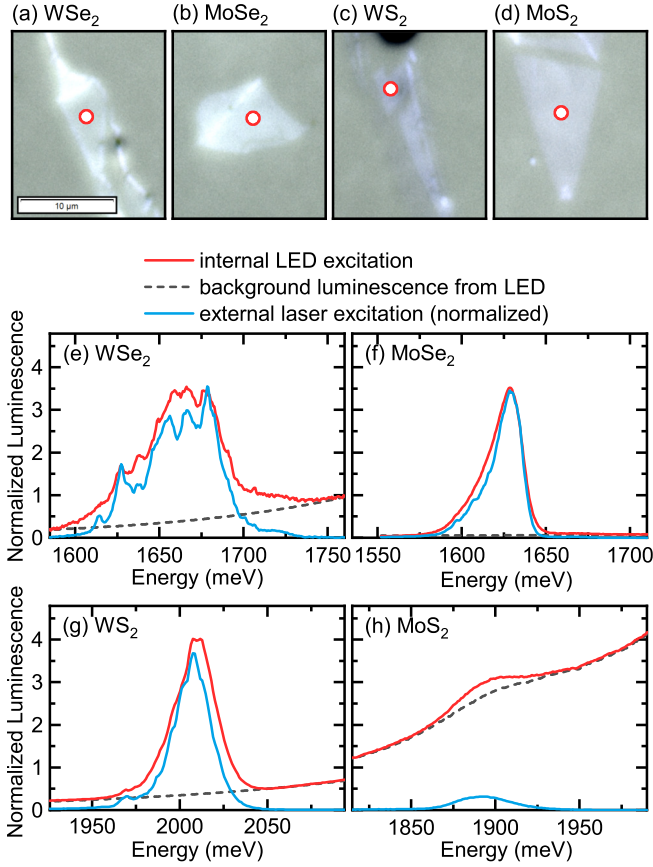 (a) WSe2 (b) MoSe2 (c) WS2 (d) MoS2
10 µm
internal LED excitation
background luminescence from LED
external laser excitation (normalized)
Normalized Luminescence
(e) WSe2
4
3
2
1
0
1600 1650 1700 1750
Energy (meV)
(f) MoSe2
1550 1600 1650 1700
Energy (meV)
Normalized Luminescence
(g) WS2
4
3
2
1
0
1950 2000 2050
Energy (meV)
(h) MoS2
1850 1900 1950
Energy (meV)